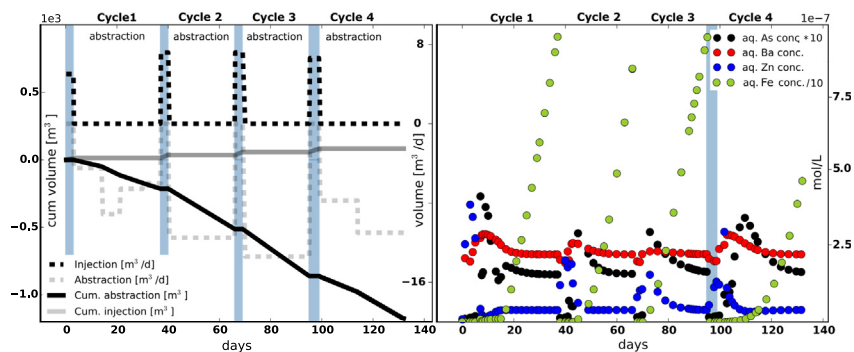 Cycle1 Cycle 2 Cycle 3 Cycle 4
1e3
abstraction abstraction abstraction abstraction
0.5
0.0
−0.5
−1.0
cum volume [m³ ]
Injection [m³ /d]
Abstraction [m³ /d]
Cum. abstraction [m³ ]
Cum. injection [m³ ]
0 20 40 60 80 100 120 140
days
8
0
−16
volume [m³ /d]
Cycle 1 Cycle 2 Cycle 3 Cycle 4
1e−7
aq. As conc *10
aq. Ba conc.
aq. Zn conc.
aq. Fe conc./10
7.5
5.0
2.5
mol/L
20 40 60 80 100 120 140
days